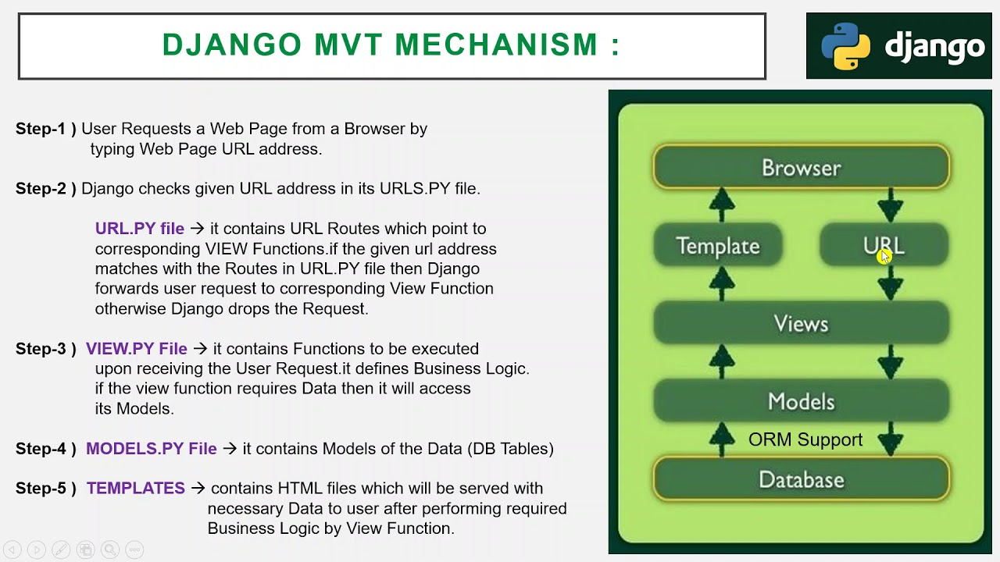 DJANGO MVT MECHANISM :
django
Step-1 ) User Requests a Web Page from a Browser by
typing Web Page URL address.
Step-2 ) Django checks given URL address in its URLS.PY file.
URL.PY file → it contains URL Routes which point to
corresponding VIEW Functions.if the given url address
matches with the Routes in URL.PY file then Django
forwards user request to corresponding View Function
otherwise Django drops the Request.
Step-3 ) VIEW.PY File → it contains Functions to be executed
upon receiving the User Request.it defines Business Logic.
if the view function requires Data then it will access
its Models.
Step-4 ) MODELS.PY File → it contains Models of the Data (DB Tables)
Step-5 ) TEMPLATES → contains HTML files which will be served with
necessary Data to user after performing required
Business Logic by View Function.
Browser
Template
URL
Views
Models
ORM Support
Database